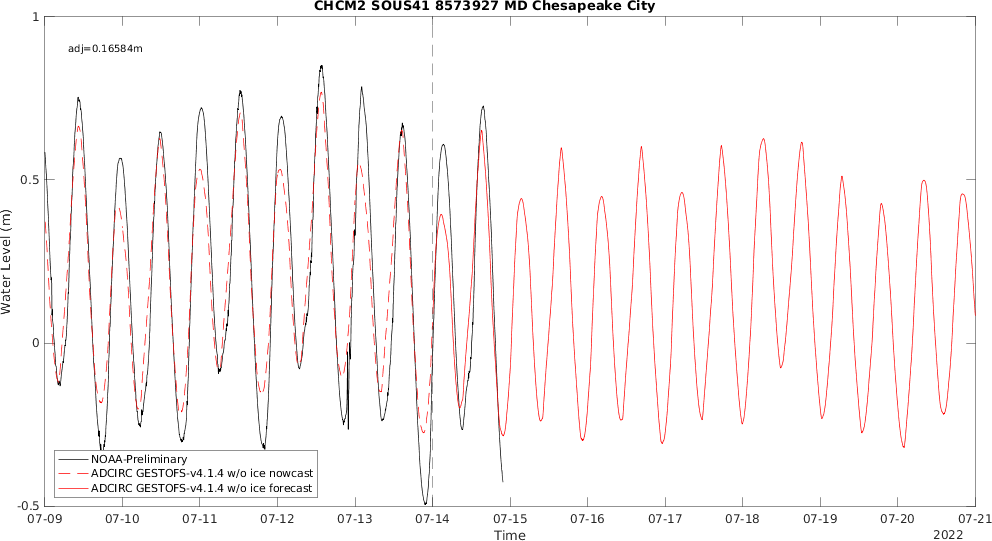 CHCM2 SOUS41 8573927 MD Chesapeake City
adj=0.16584m
1
0.5
0
-0.5
Water Level (m)
NOAA-Preliminary
ADCIRC GESTOFS-v4.1.4 w/o ice nowcast
ADCIRC GESTOFS-v4.1.4 w/o ice forecast
07-09 07-10 07-11 07-12 07-13 07-14 07-15 07-16 07-17 07-18 07-19 07-20 07-21
Time
2022